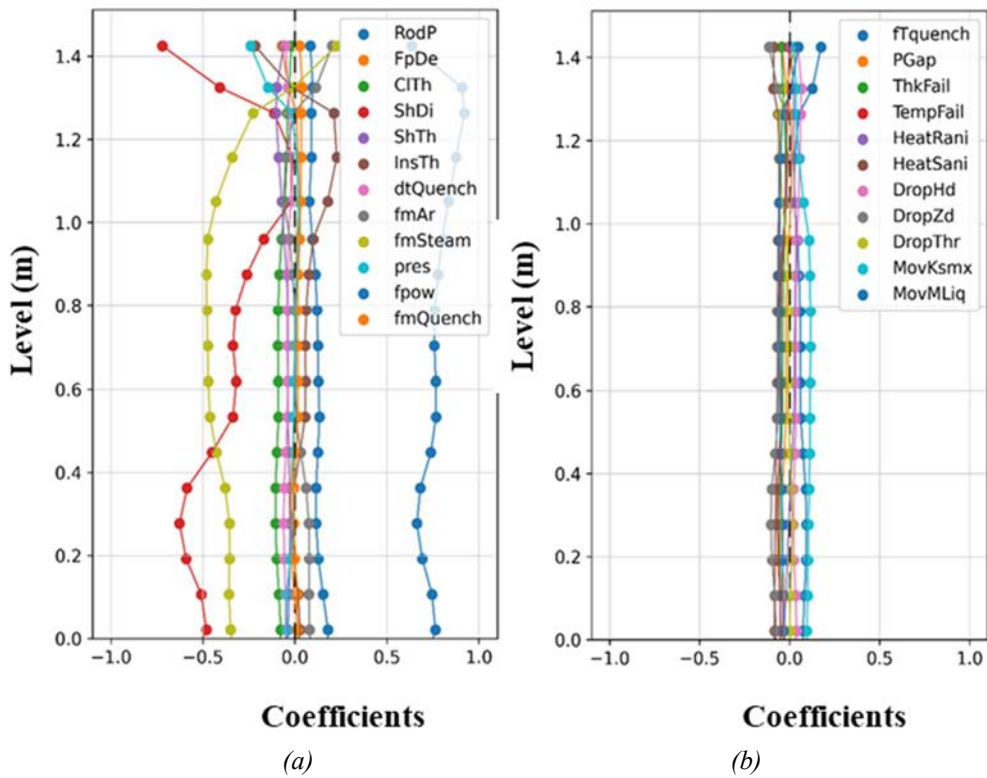 1.4
1.2
1.0
0.8
0.6
0.4
0.2
0.0
Level (m)
RodP
FpDe
ClTh
ShDi
ShTh
InsTh
dtQuench
fmAr
fmSteam
pres
fpow
fmQuench
−1.0 −0.5 0.0 0.5 1.0
Coefficients
(a)
1.4
1.2
1.0
0.8
0.6
0.4
0.2
0.0
Level (m)
fTquench
PGap
ThkFail
TempFail
HeatRani
HeatSani
DropHd
DropZd
DropThr
MovKsmx
MovMLiq
−1.0 −0.5 0.0 0.5 1.0
Coefficients
(b)